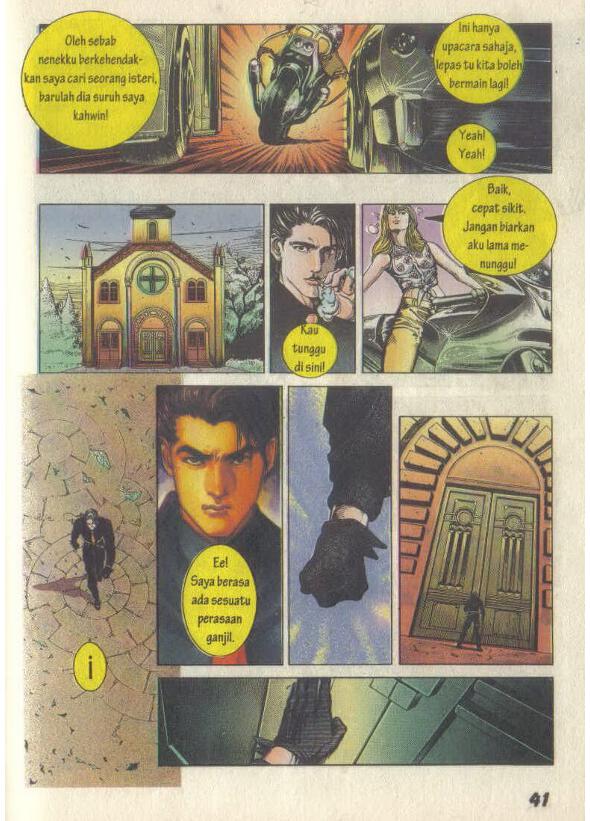 Oleh sebab
nenekku berkehendak-
kan saya cari seorang isteri,
barulah dia suruh saya
kahwin!
Ini hanya
upacara sahaja,
lepas tu kita boleh
bermain lagi!
Yeah!
Yeah!
Kau
tunggu
di sini!
Baik,
cepat sikit.
Jangan biarkan
aku lama me-
nunggu!
i
Ee!
Saya berasa
ada sesuatu
perasaan
ganjil.
41